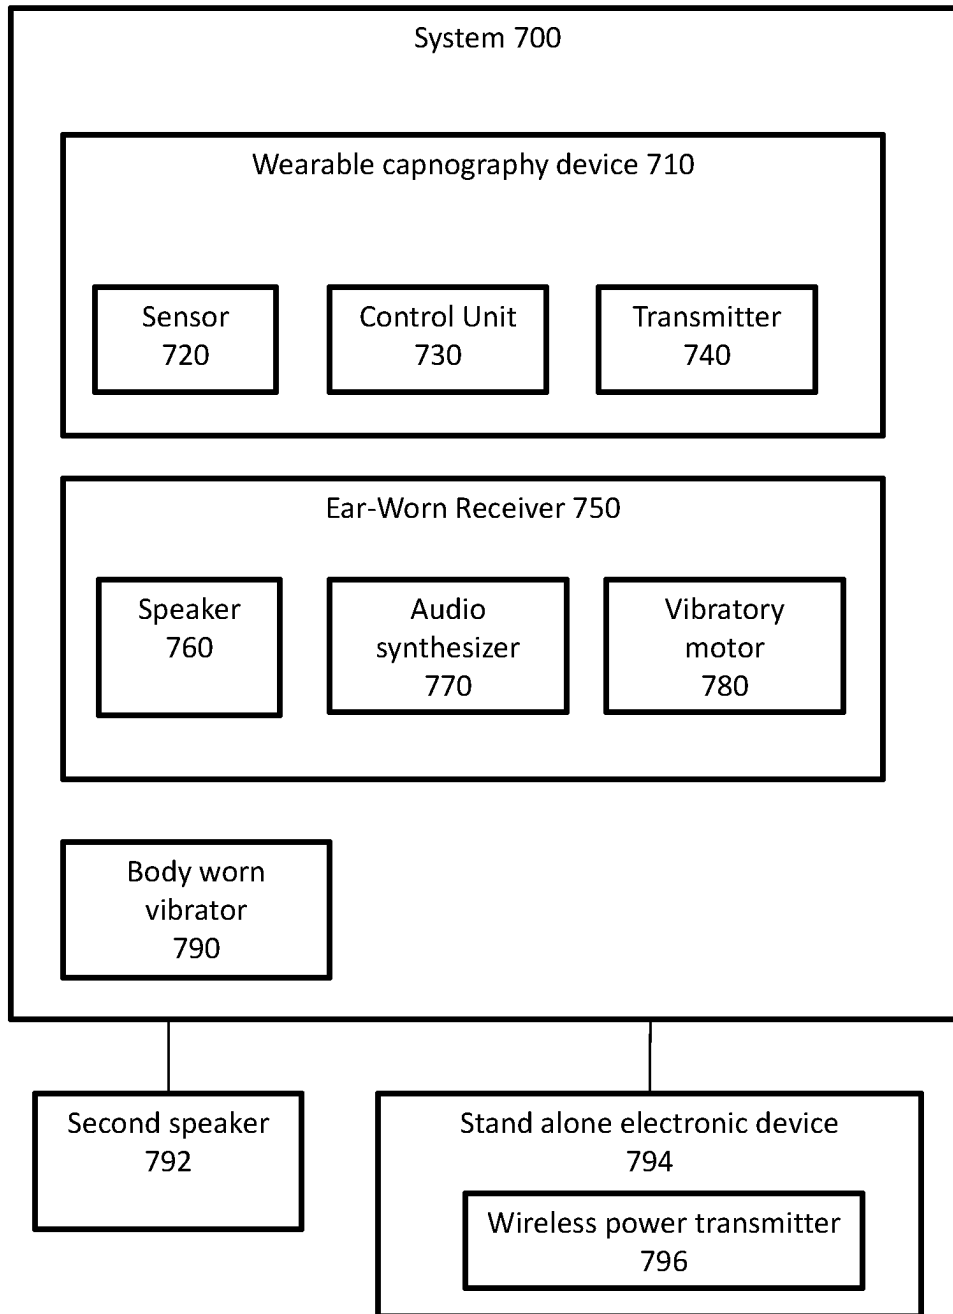 System 700
Wearable capnography device 710
Sensor
720
Control Unit
730
Transmitter
740
Ear-Worn Receiver 750
Speaker
760
Audio
synthesizer
770
Vibratory
motor
780
Body worn
vibrator
790
Second speaker
792
Stand alone electronic device
794
Wireless power transmitter
796